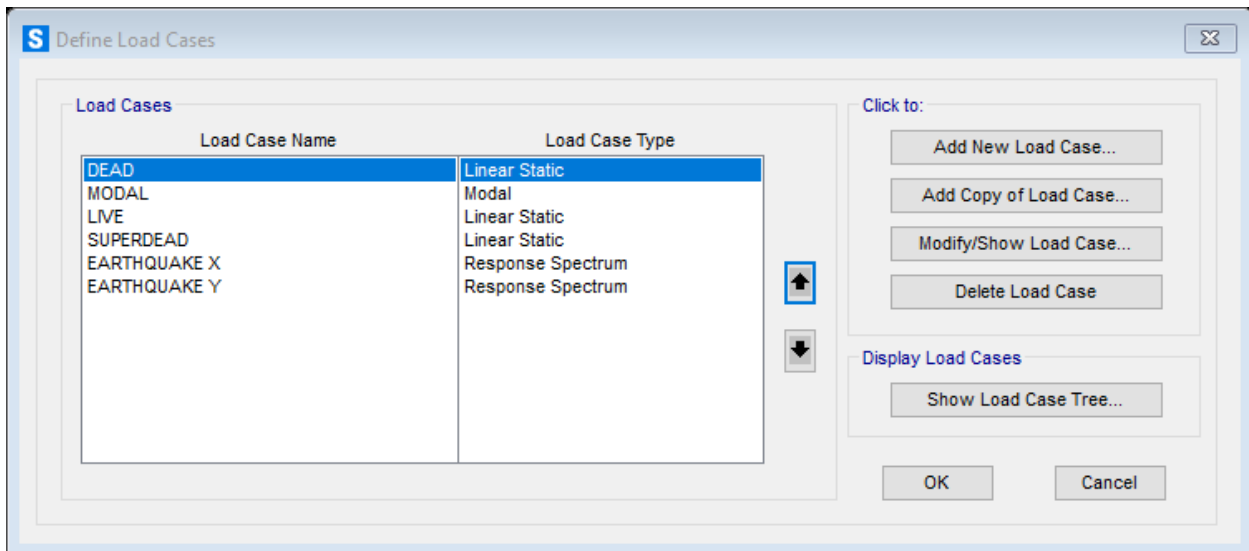 S Define Load Cases
Load Cases
Load Case Name Load Case Type
DEAD Linear Static
MODAL Modal
LIVE Linear Static
SUPERDEAD Linear Static
EARTHQUAKE X Response Spectrum
EARTHQUAKE Y Response Spectrum
Click to:
Add New Load Case...
Add Copy of Load Case...
Modify/Show Load Case...
Delete Load Case
Display Load Cases
Show Load Case Tree...
OK Cancel